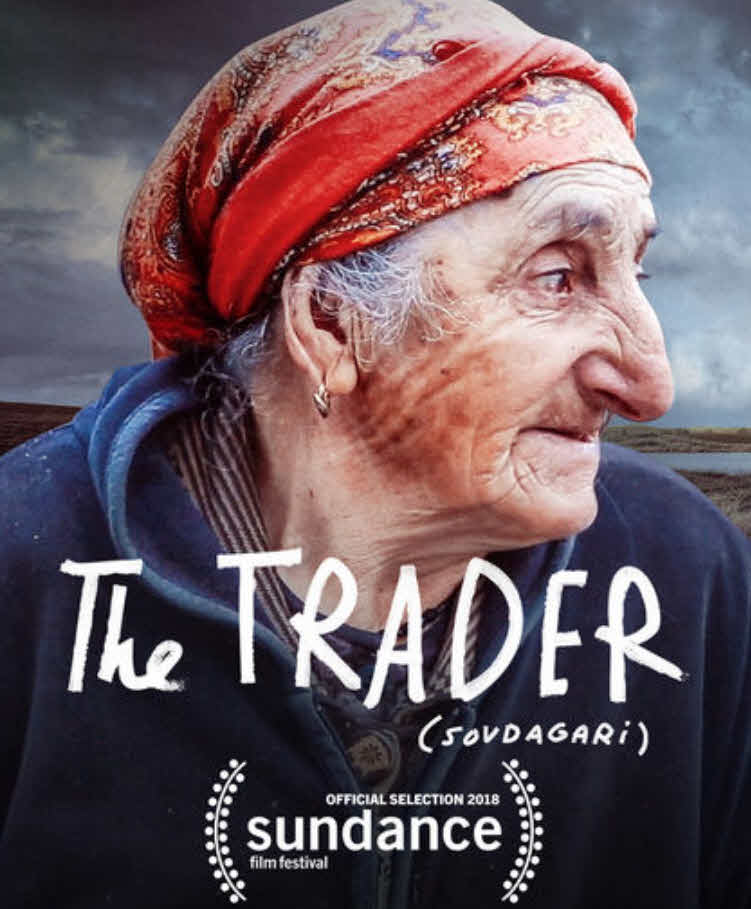 The TRADER
(SOVDAGARi)
OFFICIAL SELECTION 2018
sundance
film festival